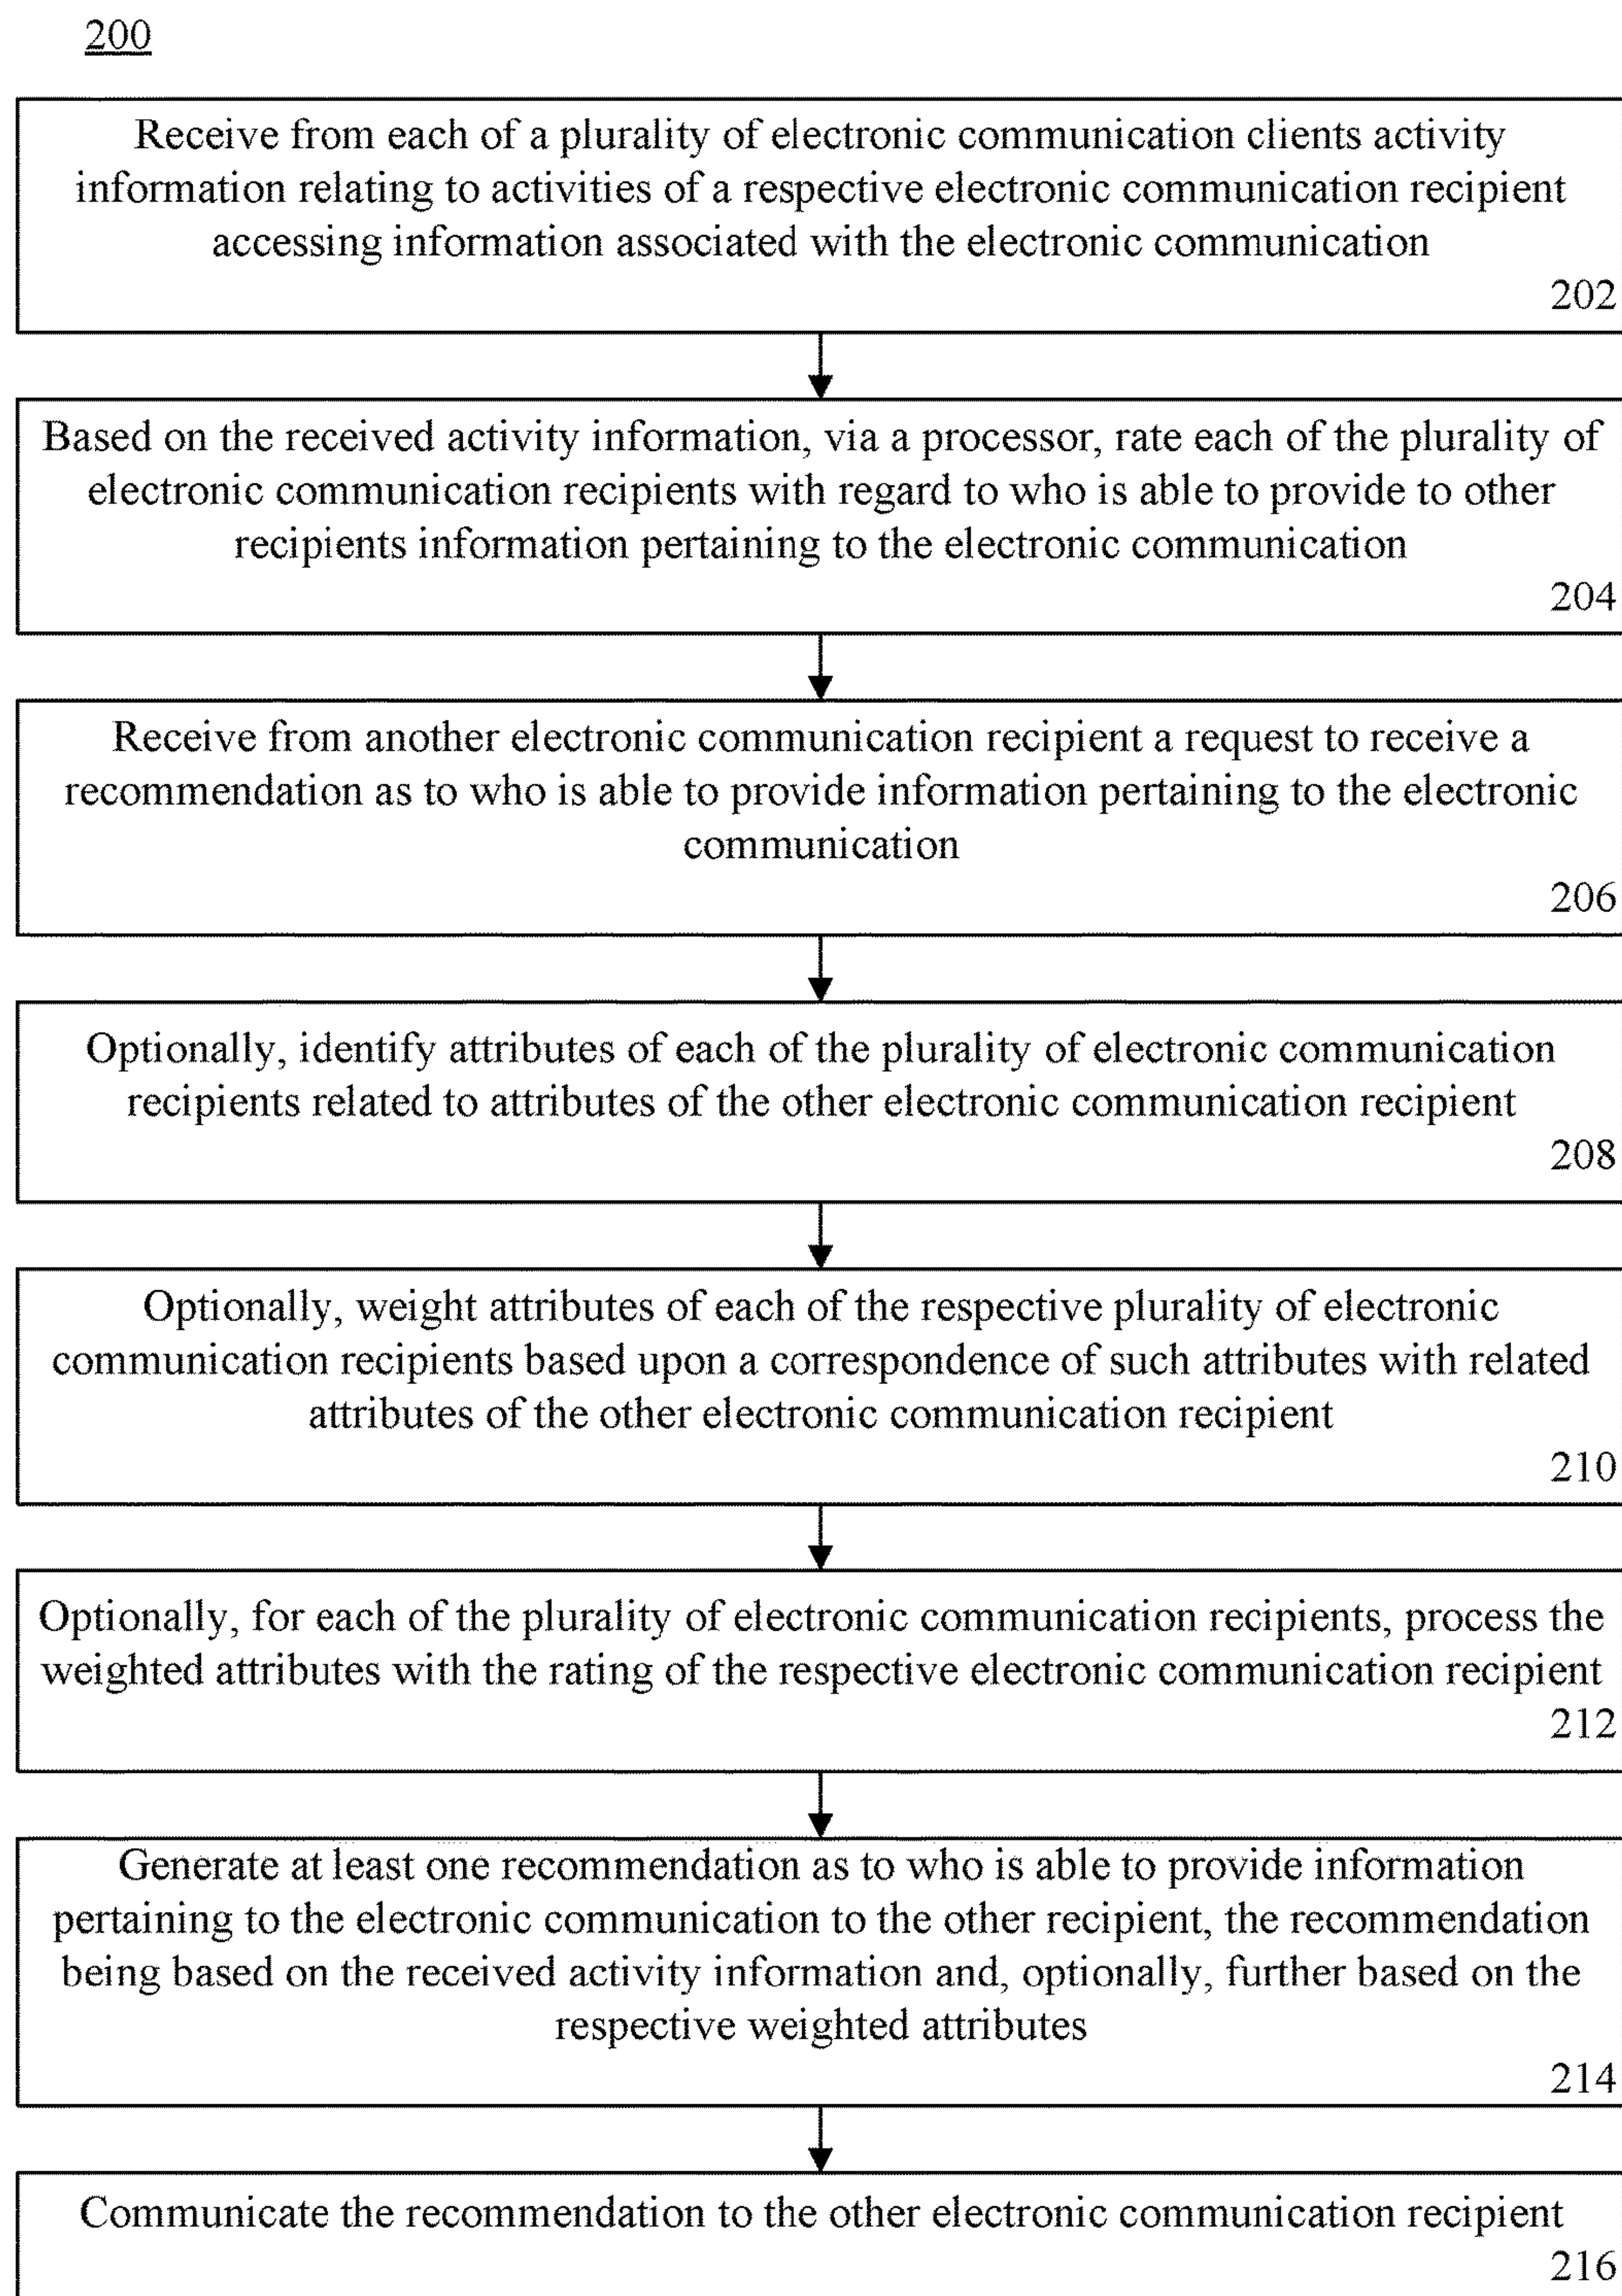 200
Receive from each of a plurality of electronic communication clients activity
information relating to activities of a respective electronic communication recipient
accessing information associated with the electronic communication
202
Based on the received activity information, via a processor, rate each of the plurality of
electronic communication recipients with regard to who is able to provide to other
recipients information pertaining to the electronic communication
204
Receive from another electronic communication recipient a request to receive a
recommendation as to who is able to provide information pertaining to the electronic
communication
206
Optionally, identify attributes of each of the plurality of electronic communication
recipients related to attributes of the other electronic communication recipient
208
Optionally, weight attributes of each of the respective plurality of electronic
communication recipients based upon a correspondence of such attributes with related
attributes of the other electronic communication recipient
210
Optionally, for each of the plurality of electronic communication recipients, process the
weighted attributes with the rating of the respective electronic communication recipient
212
Generate at least one recommendation as to who is able to provide information
pertaining to the electronic communication to the other recipient, the recommendation
being based on the received activity information and, optionally, further based on the
respective weighted attributes
214
Communicate the recommendation to the other electronic communication recipient
216